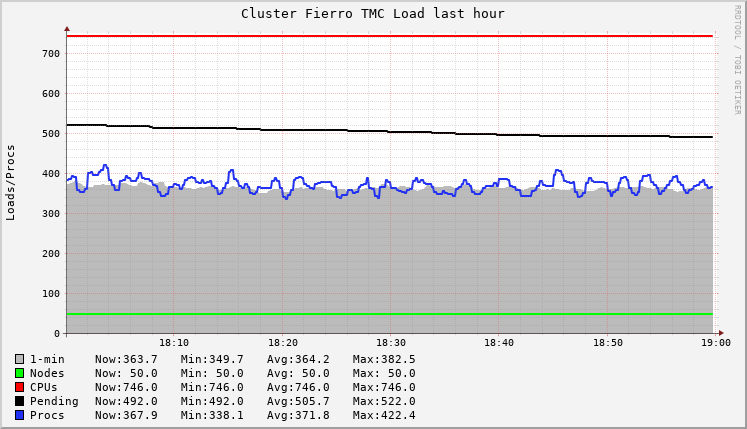 Cluster Fierro TMC Load last hour
RRDTOOL / TOBI OETIKER
Loads/Procs
700
600
500
400
300
200
100
0
18:10 18:20 18:30 18:40 18:50 19:00
1-min Now:363.7 Min:349.7 Avg:364.2 Max:382.5
Nodes Now: 50.0 Min: 50.0 Avg: 50.0 Max: 50.0
CPUs Now:746.0 Min:746.0 Avg:746.0 Max:746.0
Pending Now:492.0 Min:492.0 Avg:505.7 Max:522.0
Procs Now:367.9 Min:338.1 Avg:371.8 Max:422.4